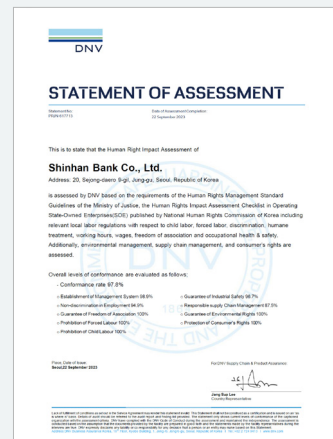 DNV
STATEMENT OF ASSESSMENT
Statement No.:
Date of Assessment Completion:
22 September 2023
This is to state that the Human Right Impact Assessment of
Shinhan Bank Co., Ltd.
Address: 20, Sejong-daero 9-gil, Jung-gu, Seoul, Republic of Korea
is assessed by DNV based on the requirements of the Human Rights Management Standard
Guidelines of the Ministry of Justice, the Human Rights Impact Assessment Checklist in Operating
State-Owned Enterprises(SOE) published by National Human Rights Commission of Korea including
relevant local regulations with respect to child labor, forced labor, discrimination, humane
treatment, working hours, wages, freedom of association and occupational health & safety.
Additionally, environmental management, supply chain management, and consumer's rights are
assessed.
Overall levels of conformance are evaluated as follows:
- Conformance rate 97.8%
o Establishment of Management System 98.9%
o Non-discrimination in Employment 94.9%
o Guarantee of Freedom of Association 100%
o Prohibition of Forced Labour 100%
o Prohibition of Child Labour 100%
o Guarantee of Industrial Safety 98.7%
o Responsible supply Chain Management 87.5%
o Guarantee of Environmental Rights 100%
o Protection of Consumer's Rights 100%
Place, Date of Issue:
Seoul, 22 September 2023
For DNV Supply Chain & Product Assurance:
Jang Rae Lee
Country Representative